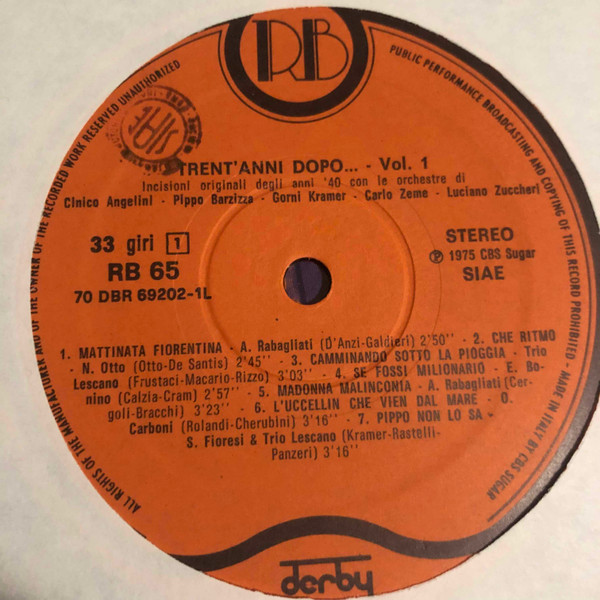 RB
ALL RIGHTS OF THE MANUFACTURER AND OF THE OWNER OF THE RECORDED WORK RESERVED UNAUTHORIZED
PUBLIC PERFORMANCE BROADCASTING AND COPYING OF THIS RECORD PROHIBITED - MADE IN ITALY BY CBS SUGAR
TRENT'ANNI DOPO... - Vol. 1
Incisioni originali degli anni '40 con le orchestre di
Cinico Angelini - Pippo Barzizza - Gorni Kramer - Carlo Zeme - Luciano Zuccheri
33 giri 1
RB 65
70 DBR 69202-1L
STEREO
℗ 1975 CBS Sugar
SIAE
1. MATTINATA FIORENTINA - A. Rabagliati (D'Anzi-Galdieri) 2'50'' - 2. CHE RITMO
- N. Otto (Otto-De Santis) 2'45'' - 3. CAMMINANDO SOTTO LA PIOGGIA - Trio
Lescano (Frustaci-Macario-Rizzo) 3'03'' - 4. SE FOSSI MILIONARIO - E. Bo-
nino (Calzia-Cram) 2'57'' - 5. MADONNA MALINCONIA - A. Rabagliati (Cer-
goli-Bracchi) 3'23'' - 6. L'UCCELLIN CHE VIEN DAL MARE - O.
Carboni (Rolandi-Cherubini) 3'16'' - 7. PIPPO NON LO SA -
S. Fioresi & Trio Lescano (Kramer-Rastelli-
Panzeri) 3'16''
derby